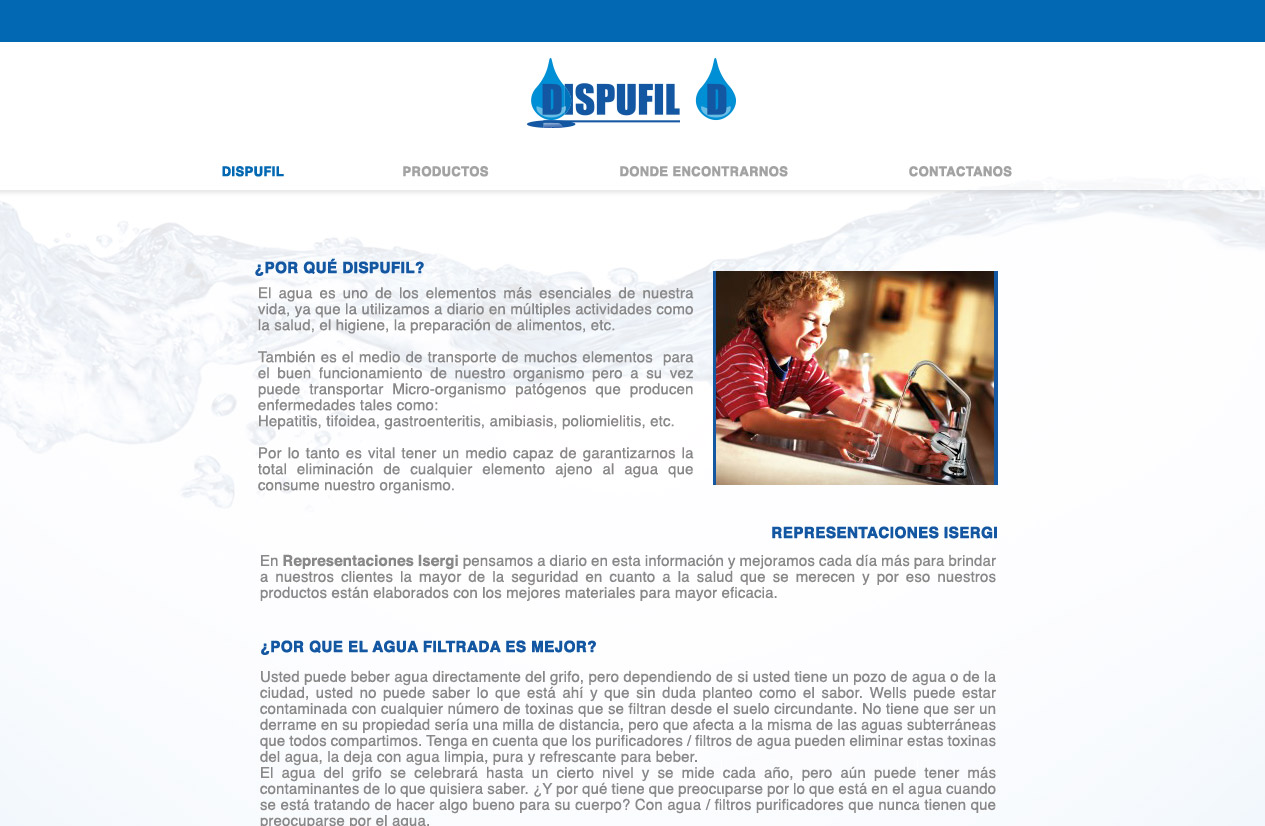 DISPUFIL D
DISPUFIL PRODUCTOS DONDE ENCONTRARNOS CONTACTANOS
¿POR QUÉ DISPUFIL?
El agua es uno de los elementos más esenciales de nuestra
vida, ya que la utilizamos a diario en múltiples actividades como
la salud, el higiene, la preparación de alimentos, etc.
También es el medio de transporte de muchos elementos para
el buen funcionamiento de nuestro organismo pero a su vez
puede transportar Micro-organismo patógenos que producen
enfermedades tales como:
Hepatitis, tifoidea, gastroenteritis, amibiasis, poliomielitis, etc.
Por lo tanto es vital tener un medio capaz de garantizarnos la
total eliminación de cualquier elemento ajeno al agua que
consume nuestro organismo.
REPRESENTACIONES ISERGI
En Representaciones Isergi pensamos a diario en esta información y mejoramos cada día más para brindar
a nuestros clientes la mayor de la seguridad en cuanto a la salud que se merecen y por eso nuestros
productos están elaborados con los mejores materiales para mayor eficacia.
¿POR QUE EL AGUA FILTRADA ES MEJOR?
Usted puede beber agua directamente del grifo, pero dependiendo de si usted tiene un pozo de agua o de la
ciudad, usted no puede saber lo que está ahí y que sin duda planteo como el sabor. Wells puede estar
contaminada con cualquier número de toxinas que se filtran desde el suelo circundante. No tiene que ser un
derrame en su propiedad sería una milla de distancia, pero que afecta a la misma de las aguas subterráneas
que todos compartimos. Tenga en cuenta que los purificadores / filtros de agua pueden eliminar estas toxinas
del agua, la deja con agua limpia, pura y refrescante para beber.
El agua del grifo se celebrará hasta un cierto nivel y se mide cada año, pero aún puede tener más
contaminantes de lo que quisiera saber. ¿Y por qué tiene que preocuparse por lo que está en el agua cuando
se está tratando de hacer algo bueno para su cuerpo? Con agua / filtros purificadores que nunca tienen que
preocuparse por el agua.